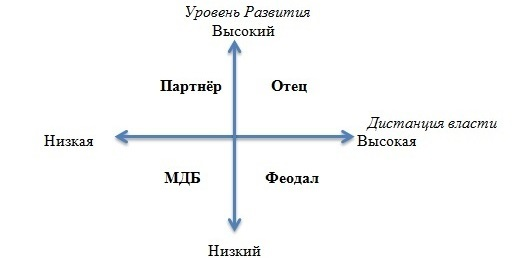 Уровень Развития
Высокий
Партнёр
Отец
Дистанция власти
Низкая
Высокая
МДБ
Феодал
Низкий